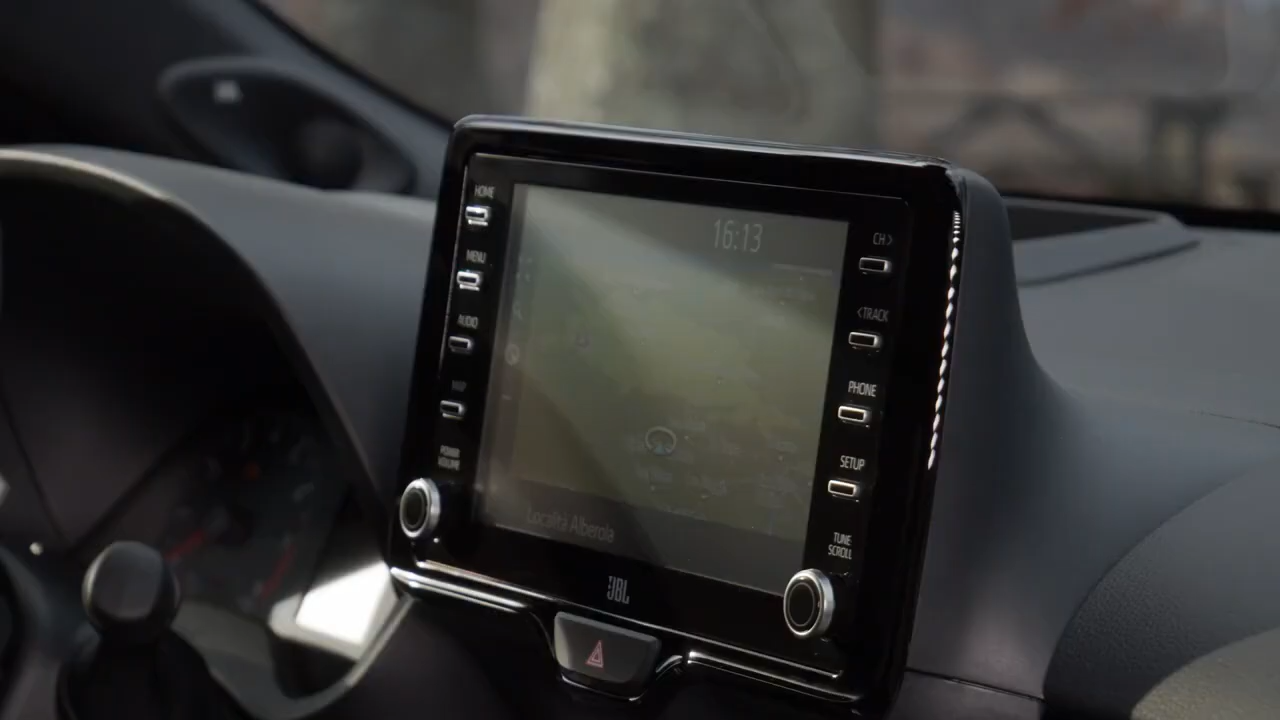 HOME
MENU
AUDIO
MAP
POWER
VOLUME
16:13
Località Alberola
CH>
<TRACK
PHONE
SETUP
TUNE
SCROLL
JBL